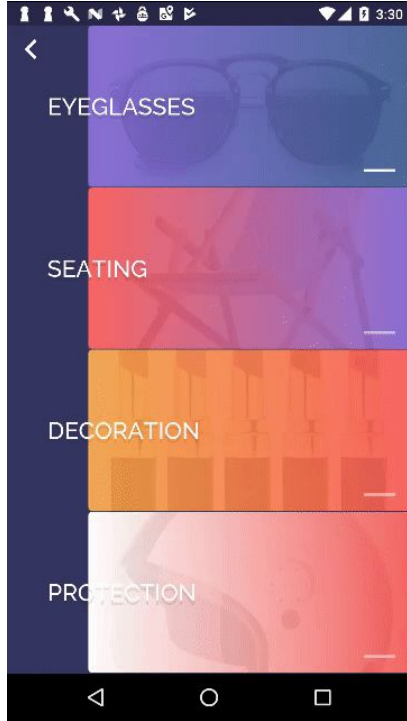 3:30
EYEGLASSES
SEATING
DECORATION
PROTECTION